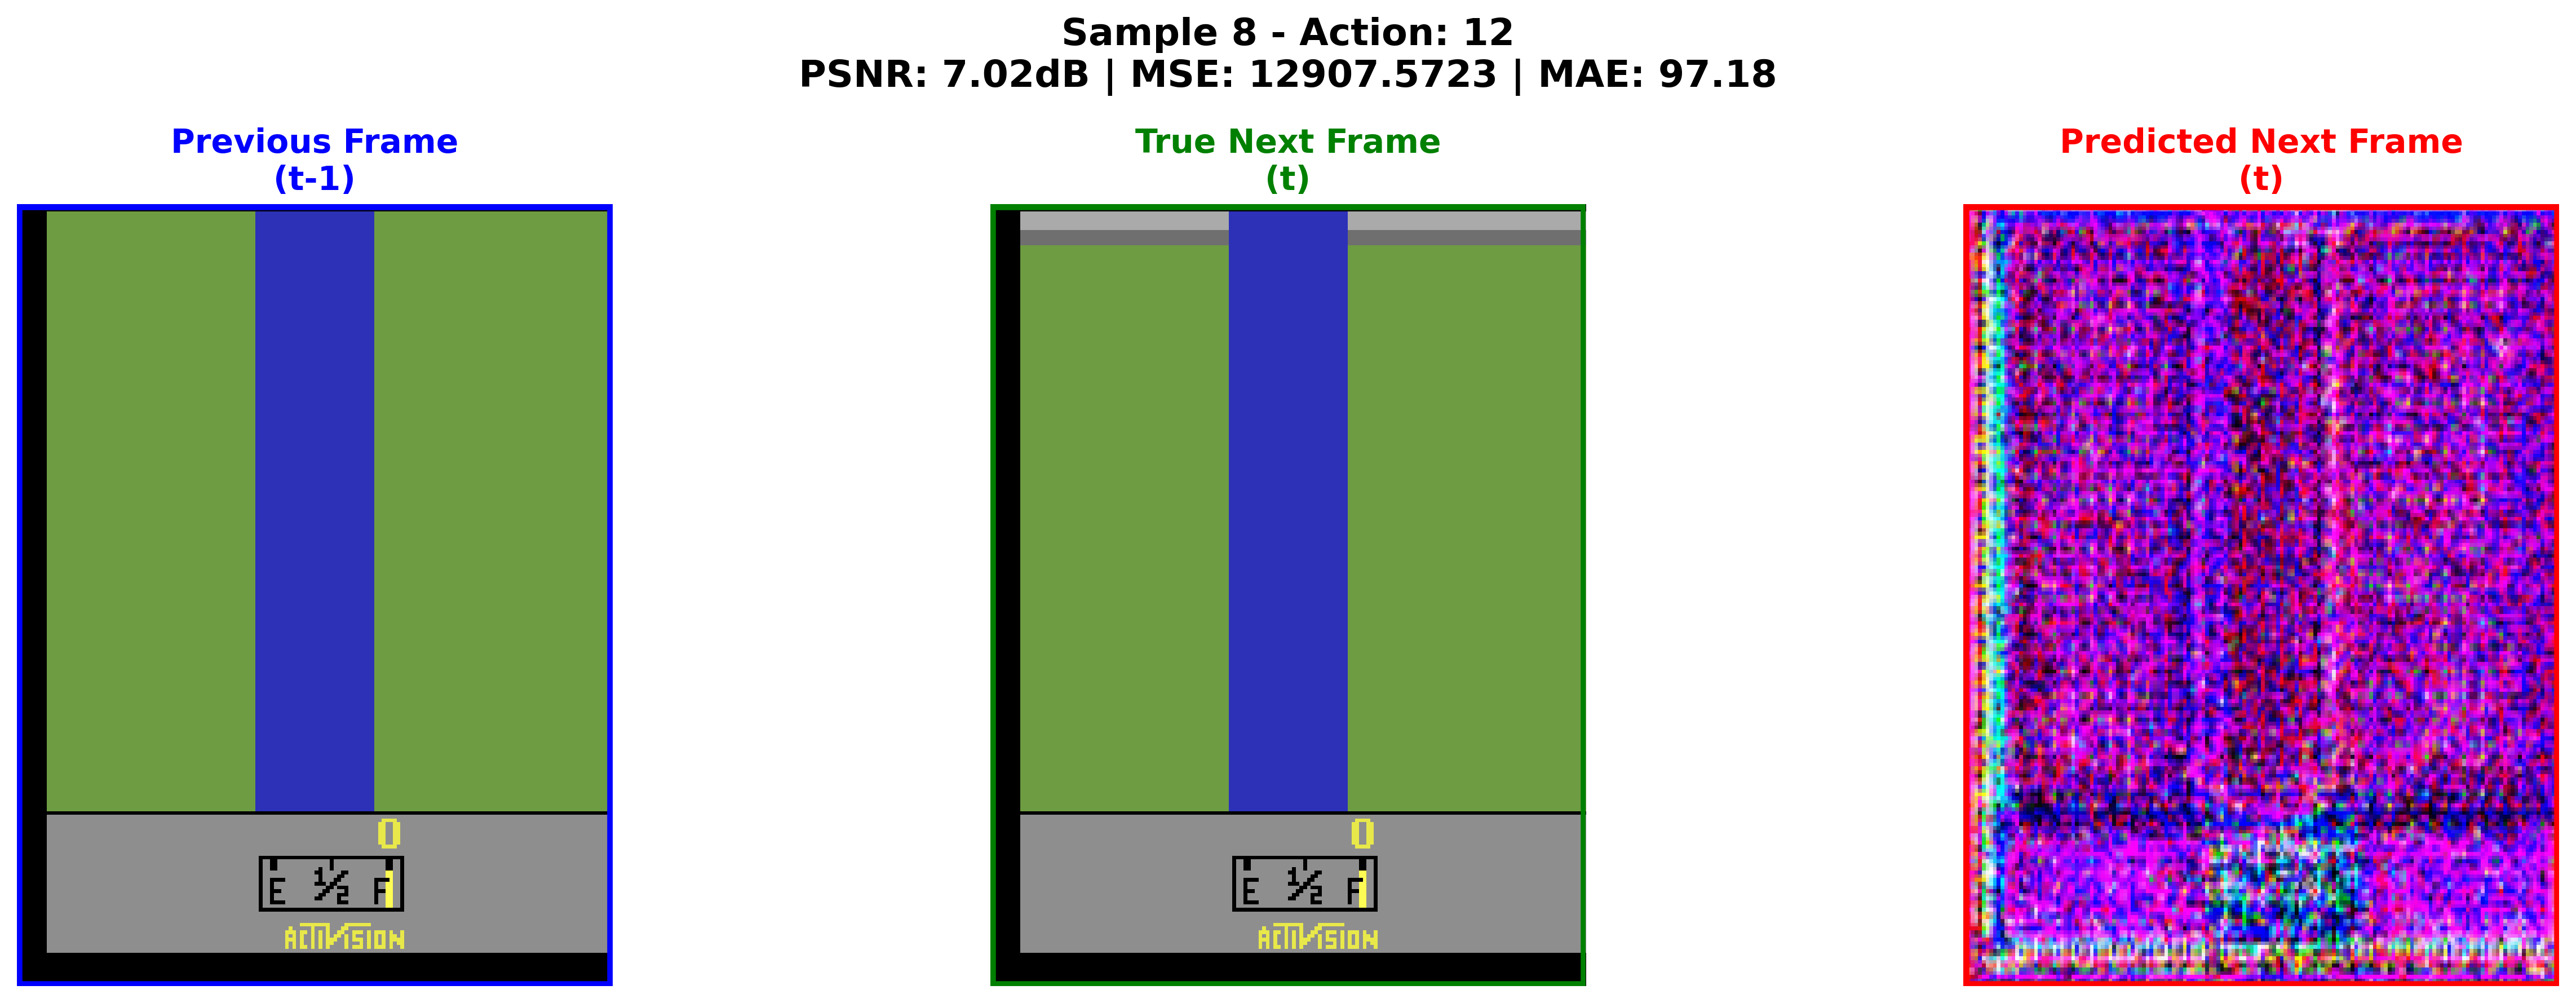 Sample 8 - Action: 12
PSNR: 7.02dB | MSE: 12907.5723 | MAE: 97.18
Previous Frame
(t-1)
True Next Frame
(t)
Predicted Next Frame
(t)
0
E ½ F
ACTIVISION
0
E ½ F
ACTIVISION